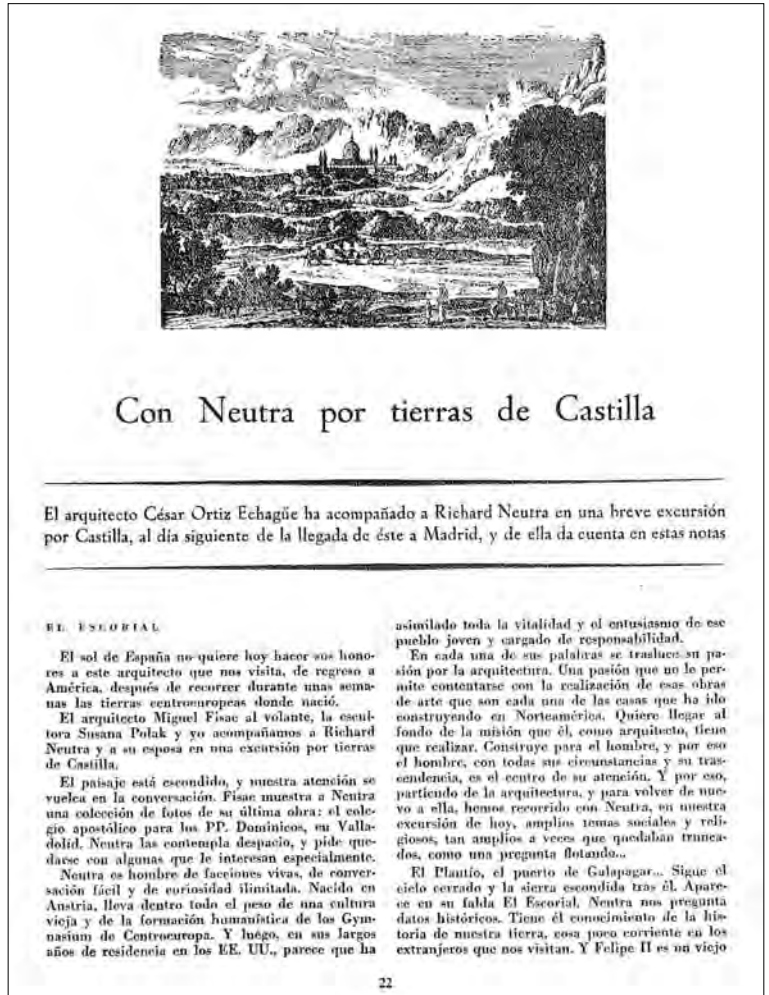 Con Neutra por tierras de Castilla
El arquitecto César Ortiz Echagüe ha acompañado a Richard Neutra en una breve excursión
por Castilla, al día siguiente de la llegada de éste a Madrid, y de ella da cuenta en estas notas
EL ESCORIAL
El sol de España no quiere hoy hacer sus hono-
res a este arquitecto que nos visita, de regreso a
América, después de recorrer durante unas sema-
nas las tierras centroeuropeas donde nació.
El arquitecto Miguel Fisac al volante, la escul-
tora Susana Polak y yo acompañamos a Richard
Neutra y a su esposa en una excursión por tierras
de Castilla.
El paisaje está escondido, y nuestra atención se
vuelca en la conversación. Fisac muestra a Neutra
una colección de fotos de su última obra: el cole-
gio apostólico para los PP. Dominicos, en Valla-
dolid. Neutra las contempla despacio, y pide que-
darse con algunas que le interesan especialmente.
Neutra es hombre de facciones vivas, de conver-
sación fácil y de curiosidad ilimitada. Nacido en
Austria, lleva dentro todo el peso de una cultura
vieja y de la formación humanística de los Gym-
nasium de Centroeuropa. Y luego, en sus largos
años de residencia en los EE. UU., parece que ha
asimilado toda la vitalidad y el entusiasmo de ese
pueblo joven y cargado de responsabilidad.
En cada una de sus palabras se trasluce su pa-
sión por la arquitectura. Una pasión que no le per-
mite contentarse con la realización de esas obras
de arte que son cada una de las casas que ha ido
construyendo en Norteamérica. Quiere llegar al
fondo de la misión que él, como arquitecto, tiene
que realizar. Construye para el hombre, y por eso
el hombre, con todas sus circunstancias y su tras-
cendencia, es el centro de su atención. Y por eso,
partiendo de la arquitectura, y para volver de nue-
vo a ella, hemos recorrido con Neutra, en nuestra
excursión de hoy, amplios temas sociales y reli-
giosos, tan amplios a veces que quedaban trunca-
dos, como una pregunta flotando...
El Plantío, el puerto de Galapagar... Sigue el
cielo cerrado y la sierra escondida tras él. Apare-
ce en su falda El Escorial. Neutra nos pregunta
datos históricos. Tiene él conocimiento de la his-
toria de nuestra tierra, cosa poco corriente en los
extranjeros que nos visitan. Y Felipe II es un viejo
22